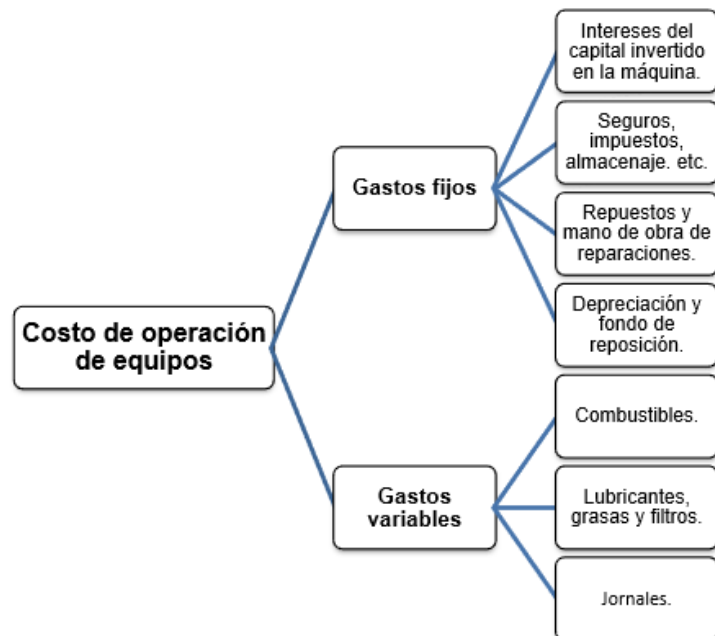 Intereses del
capital invertido
en la máquina.
Seguros,
impuestos,
almacenaje. etc.
Gastos fijos
Repuestos y
mano de obra de
reparaciones.
Depreciación y
fondo de
reposición.
Costo de operación
de equipos
Combustibles.
Gastos
variables
Lubricantes,
grasas y filtros.
Jornales.